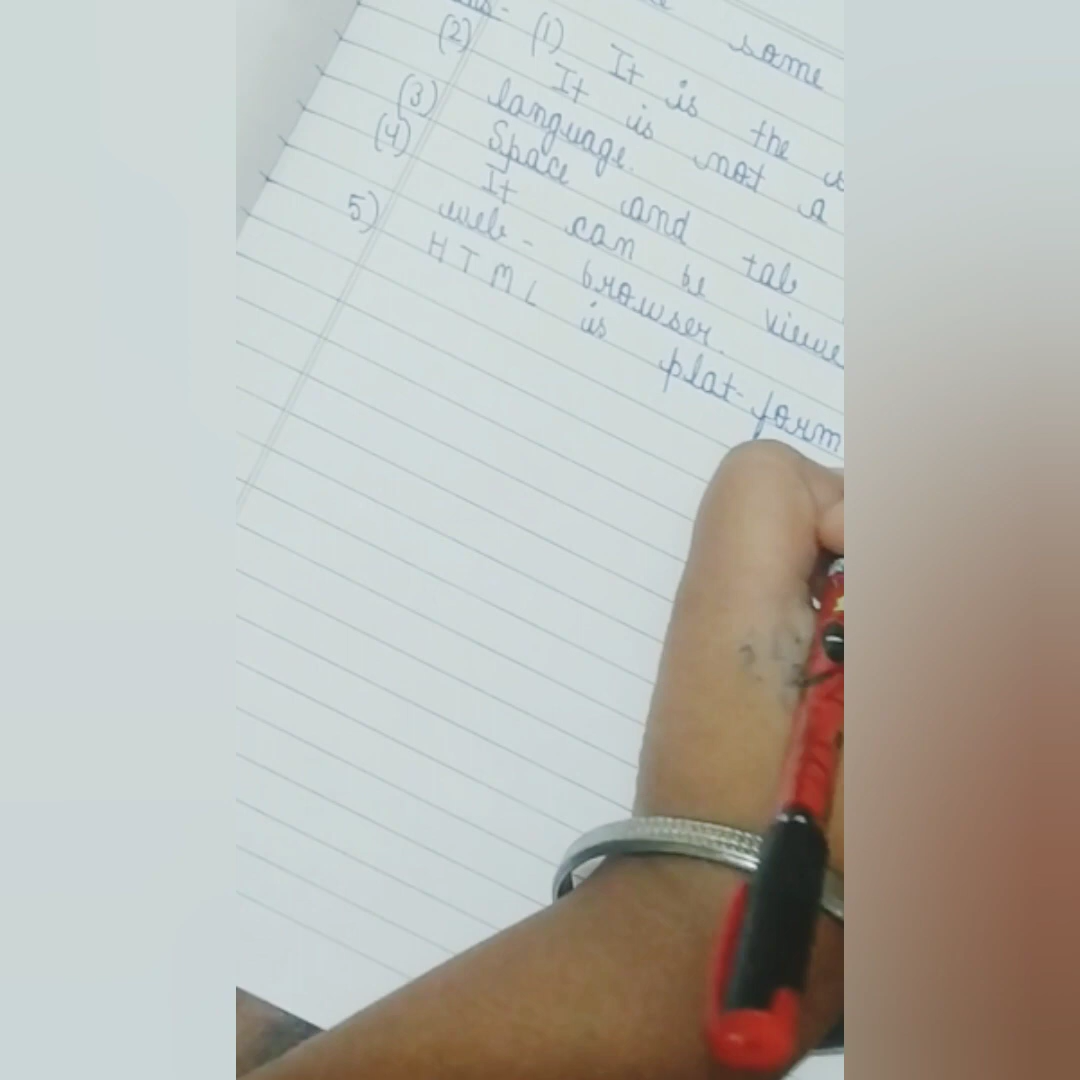 some
(1) It is the
(2) It is not a
language.
(3) Space and tab
(4) It can be viewe
web-browser.
5) HTML is plat-form